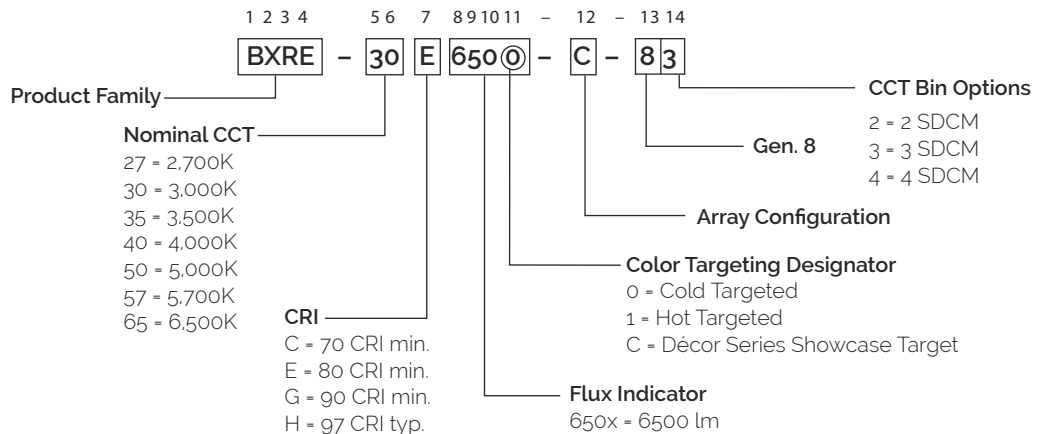 1 2 3 4 5 6 7 8 9 10 11 – 12 – 13 14
BXRE – 30 E 6500 – C – 83
Product Family
Nominal CCT
27 = 2,700K
30 = 3,000K
35 = 3,500K
40 = 4,000K
50 = 5,000K
57 = 5,700K
65 = 6,500K
CRI
C = 70 CRI min.
E = 80 CRI min.
G = 90 CRI min.
H = 97 CRI typ.
Flux Indicator
650x = 6500 lm
Color Targeting Designator
0 = Cold Targeted
1 = Hot Targeted
C = Décor Series Showcase Target
Array Configuration
Gen. 8
CCT Bin Options
2 = 2 SDCM
3 = 3 SDCM
4 = 4 SDCM